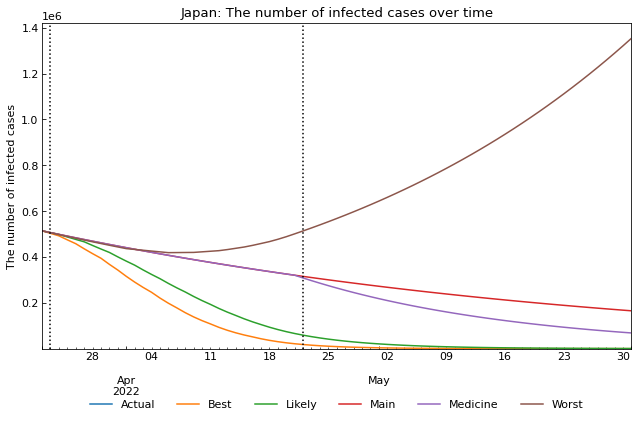 Japan: The number of infected cases over time
1e6
1.4
1.2
1.0
0.8
0.6
0.4
0.2
The number of infected cases
28 04 11 18 25 02 09 16 23 30
Apr May
2022
Actual Best Likely Main Medicine Worst